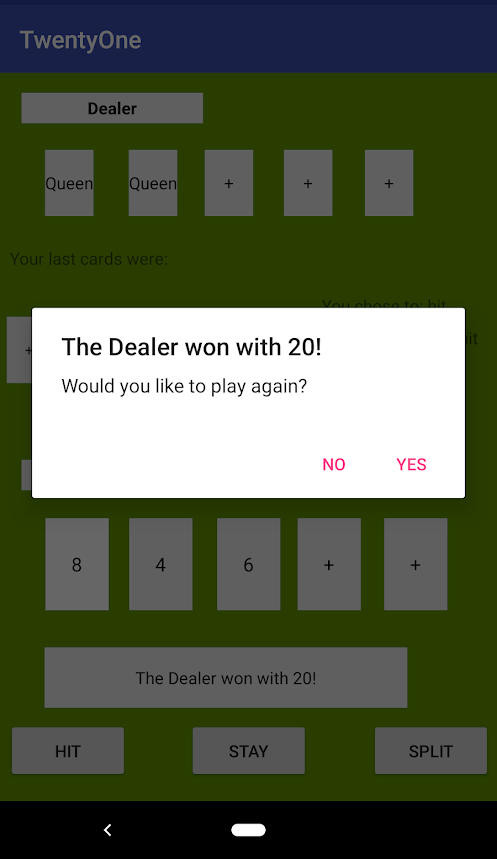 TwentyOne
Dealer
Queen Queen + + +
Your last cards were:
You chose to: hit
+
hit
The Dealer won with 20!
Would you like to play again?
NO YES
8 4 6 + +
The Dealer won with 20!
HIT STAY SPLIT